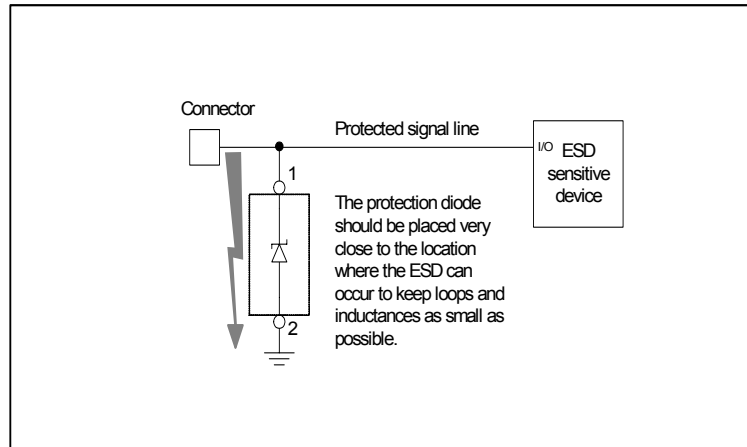 Connector
Protected signal line
I/O
ESD
sensitive
device
1
The protection diode
should be placed very
close to the location
where the ESD can
occur to keep loops and
inductances as small as
possible.
2